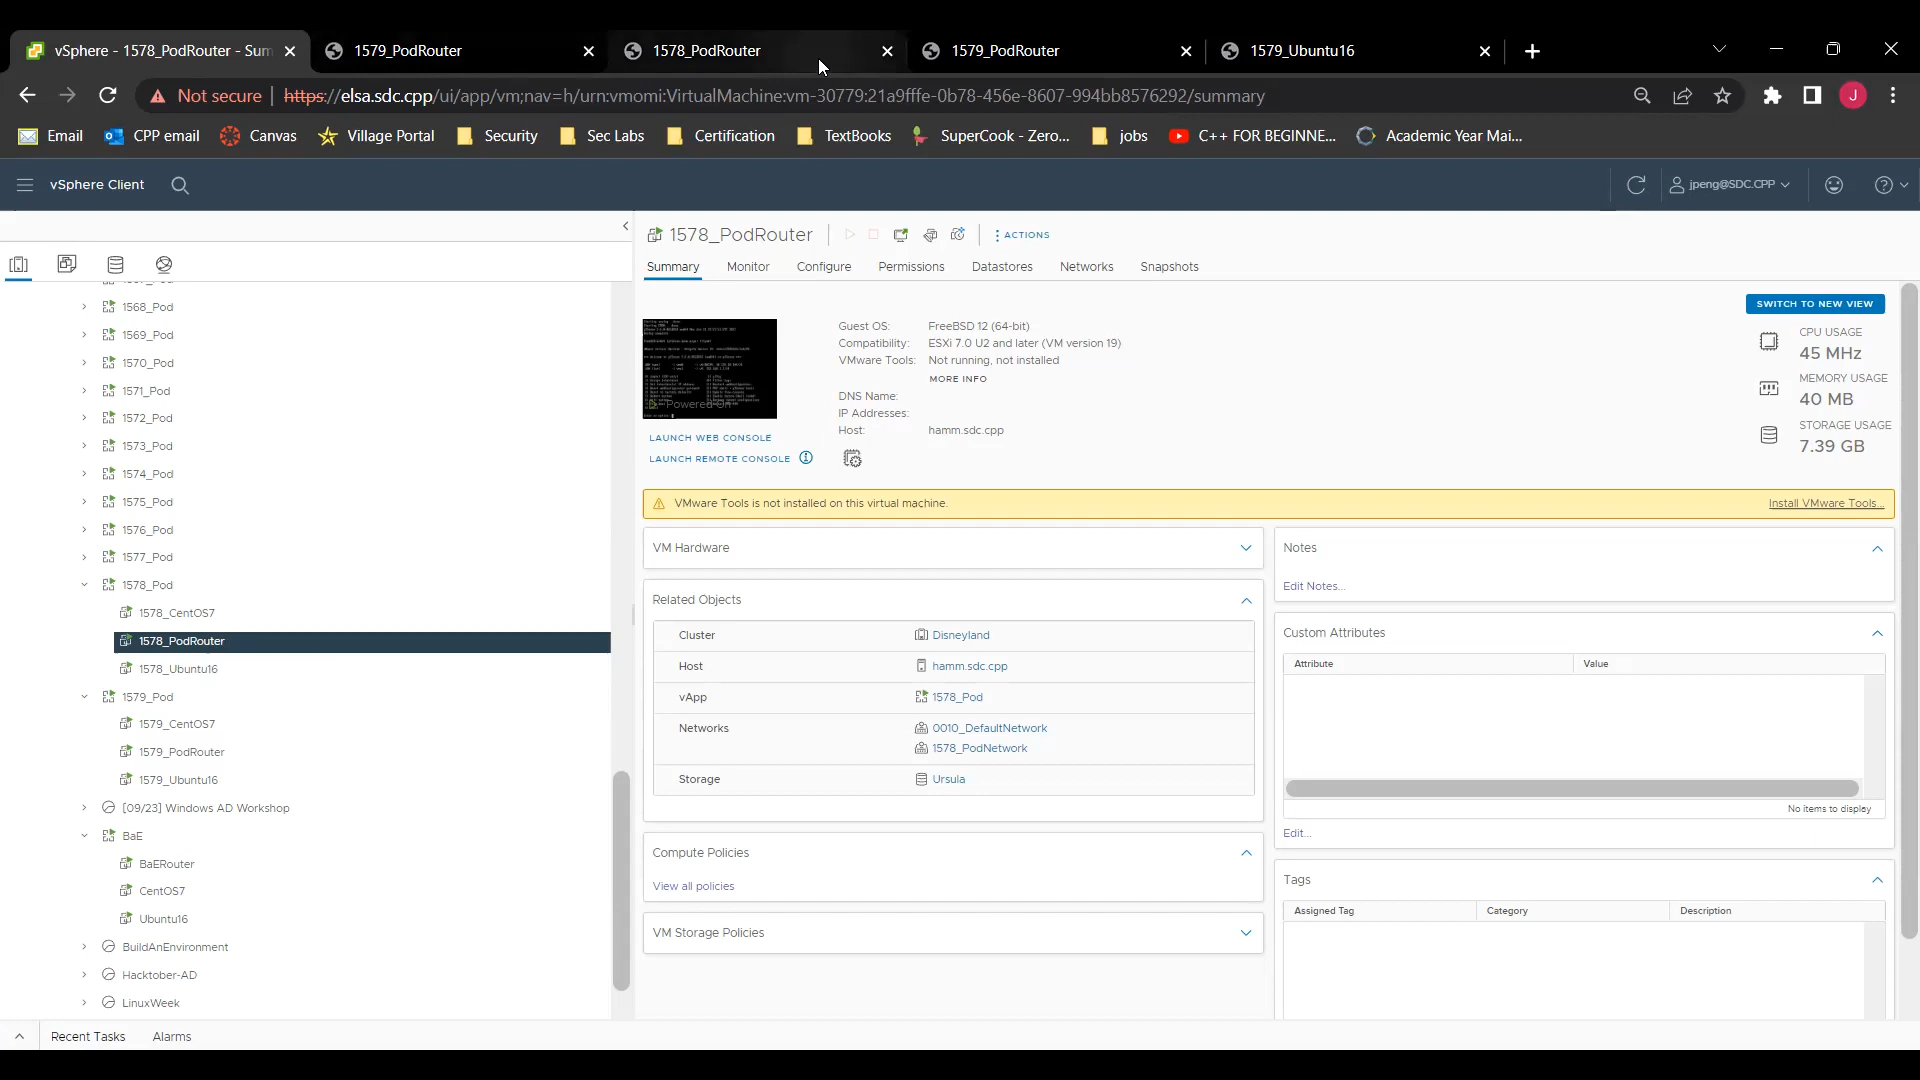 vSphere - 1578_PodRouter - Sum
1579_PodRouter
1578_PodRouter
1579_PodRouter
1579_Ubuntu16
Not secure
https://elsa.sdc.cpp/ui/app/vm;nav=h/urn:vmomi:VirtualMachine:vm-30779:21a9fffe-0b78-456e-8607-994bb8576292/summary
J
Email
CPP email
Canvas
Village Portal
Security
Sec Labs
Certification
TextBooks
SuperCook - Zero...
jobs
C++ FOR BEGINNE...
Academic Year Mai...
vSphere Client
jpeng@SDC.CPP
1568_Pod
1569_Pod
1570_Pod
1571_Pod
1572_Pod
1573_Pod
1574_Pod
1575_Pod
1576_Pod
1577_Pod
1578_Pod
1578_CentOS7
1578_PodRouter
1578_Ubuntu16
1579_Pod
1579_CentOS7
1579_PodRouter
1579_Ubuntu16
[09/23] Windows AD Workshop
BaE
BaERouter
CentOS7
Ubuntu16
BuildAnEnvironment
Hacktober-AD
LinuxWeek
1578_PodRouter
ACTIONS
Summary
Monitor
Configure
Permissions
Datastores
Networks
Snapshots
Powered On
LAUNCH WEB CONSOLE
LAUNCH REMOTE CONSOLE
Guest OS: FreeBSD 12 (64-bit)
Compatibility: ESXi 7.0 U2 and later (VM version 19)
VMware Tools: Not running, not installed
MORE INFO
DNS Name:
IP Addresses:
Host: hamm.sdc.cpp
SWITCH TO NEW VIEW
CPU USAGE
45 MHz
MEMORY USAGE
40 MB
STORAGE USAGE
7.39 GB
VMware Tools is not installed on this virtual machine.
Install VMware Tools...
VM Hardware
Related Objects
Cluster Disneyland
Host hamm.sdc.cpp
vApp 1578_Pod
Networks 0010_DefaultNetwork
1578_PodNetwork
Storage Ursula
Compute Policies
View all policies
VM Storage Policies
Notes
Edit Notes...
Custom Attributes
Attribute Value
No items to display
Edit...
Tags
Assigned Tag Category Description
Recent Tasks
Alarms